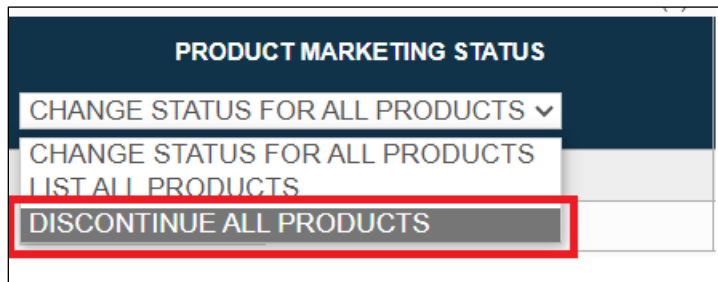 PRODUCT MARKETING STATUS
CHANGE STATUS FOR ALL PRODUCTS
CHANGE STATUS FOR ALL PRODUCTS
LIST ALL PRODUCTS
DISCONTINUE ALL PRODUCTS